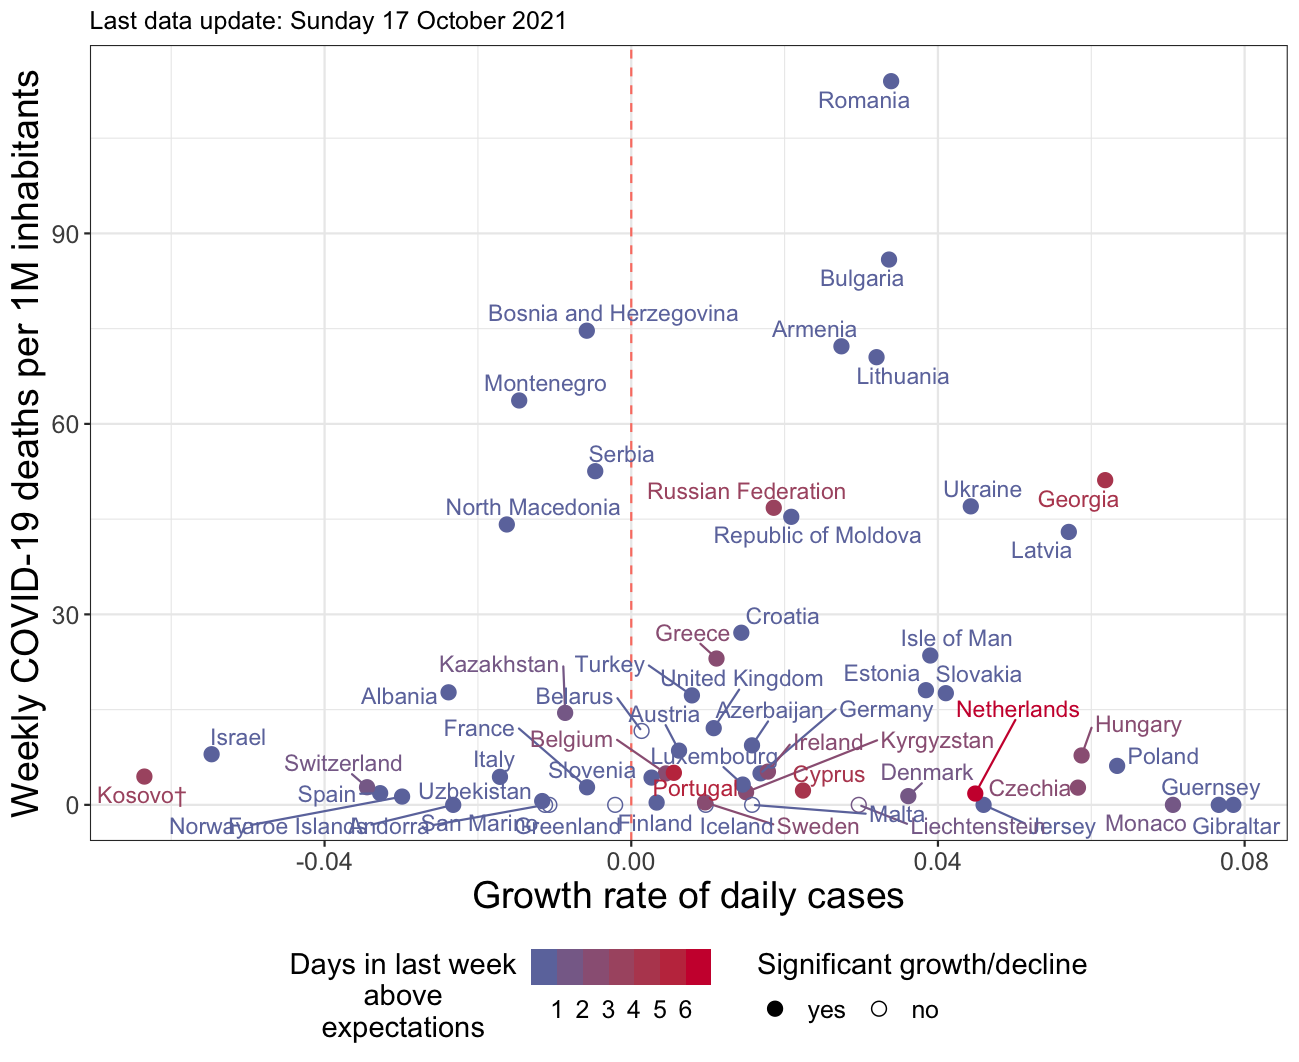 Last data update: Sunday 17 October 2021
Weekly COVID-19 deaths per 1M inhabitants
90
60
30
0
Romania
Bulgaria
Bosnia and Herzegovina
Armenia
Lithuania
Montenegro
Serbia
Russian Federation
Ukraine
Georgia
North Macedonia
Republic of Moldova
Latvia
Croatia
Greece
Isle of Man
Kazakhstan
Turkey
United Kingdom
Estonia
Slovakia
Albania
Belarus
Austria
Azerbaijan
Germany
Netherlands
Israel
France
Belgium
Ireland
Kyrgyzstan
Hungary
Switzerland
Italy
Slovenia
Luxembourg
Poland
Kosovo†
Spain
Uzbekistan
Portugal
Cyprus
Denmark
Czechia
Guernsey
Norway
Faroe Islands
Andorra
San Marino
Greenland
Finland
Iceland
Sweden
Malta
Liechtenstein
Jersey
Monaco
Gibraltar
-0.04
0.00
0.04
0.08
Growth rate of daily cases
Days in last week
above
expectations
1 2 3 4 5 6
Significant growth/decline
yes
no